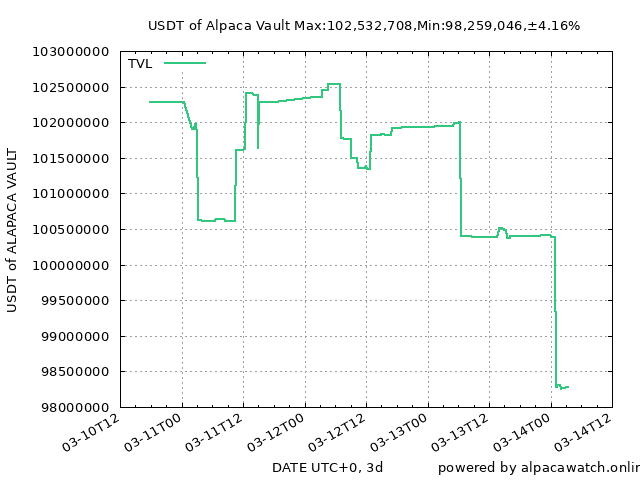 USDT of Alpaca Vault Max:102,532,708,Min:98,259,046,±4.16%
TVL
103000000
102500000
102000000
101500000
101000000
100500000
100000000
99500000
99000000
98500000
98000000
USDT of ALAPACA VAULT
03-10T12
03-11T00
03-11T12
03-12T00
03-12T12
03-13T00
03-13T12
03-14T00
03-14T12
DATE UTC+0, 3d
powered by alpacawatch.onlin